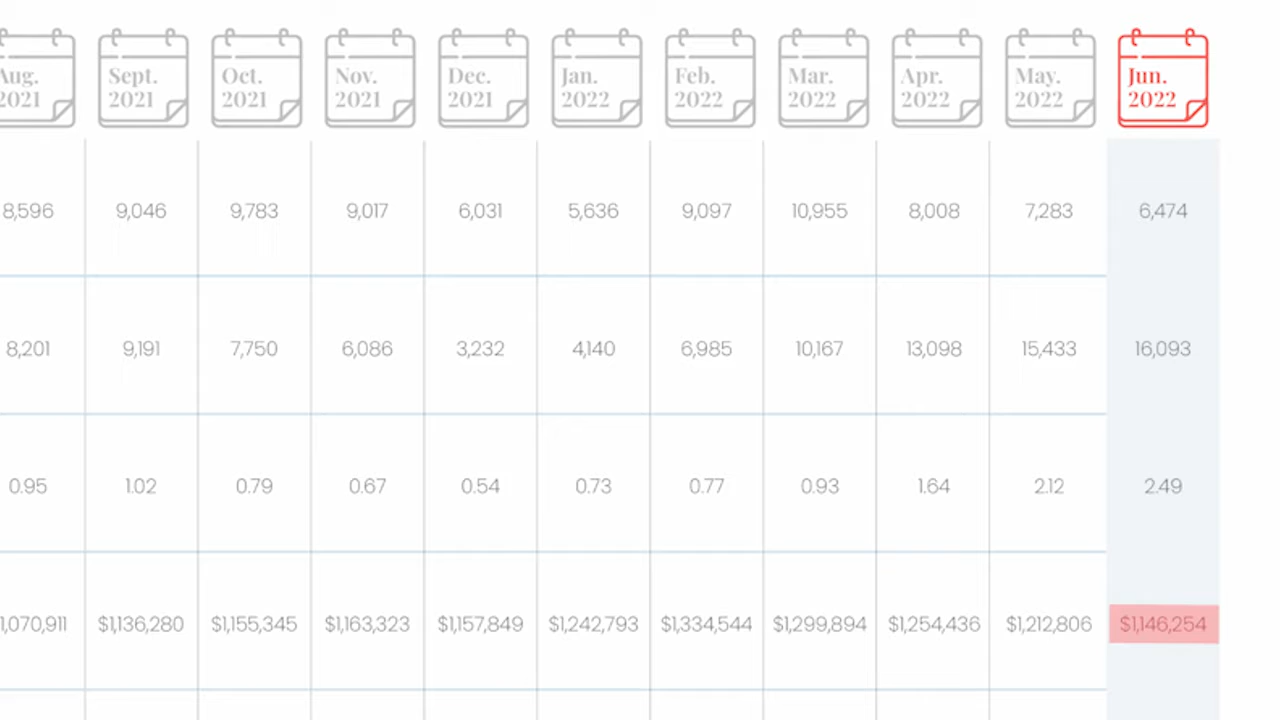 Aug. Sept. Oct. Nov. Dec. Jan. Feb. Mar. Apr. May. Jun.
2021 2021 2021 2021 2021 2022 2022 2022 2022 2022 2022
8,596 9,046 9,783 9,017 6,031 5,636 9,097 10,955 8,008 7,283 6,474
8,201 9,191 7,750 6,086 3,232 4,140 6,985 10,167 13,098 15,433 16,093
0.95 1.02 0.79 0.67 0.54 0.73 0.77 0.93 1.64 2.12 2.49
1,070,911 $1,136,280 $1,155,345 $1,163,323 $1,157,849 $1,242,793 $1,334,544 $1,299,894 $1,254,436 $1,212,806 $1,146,254